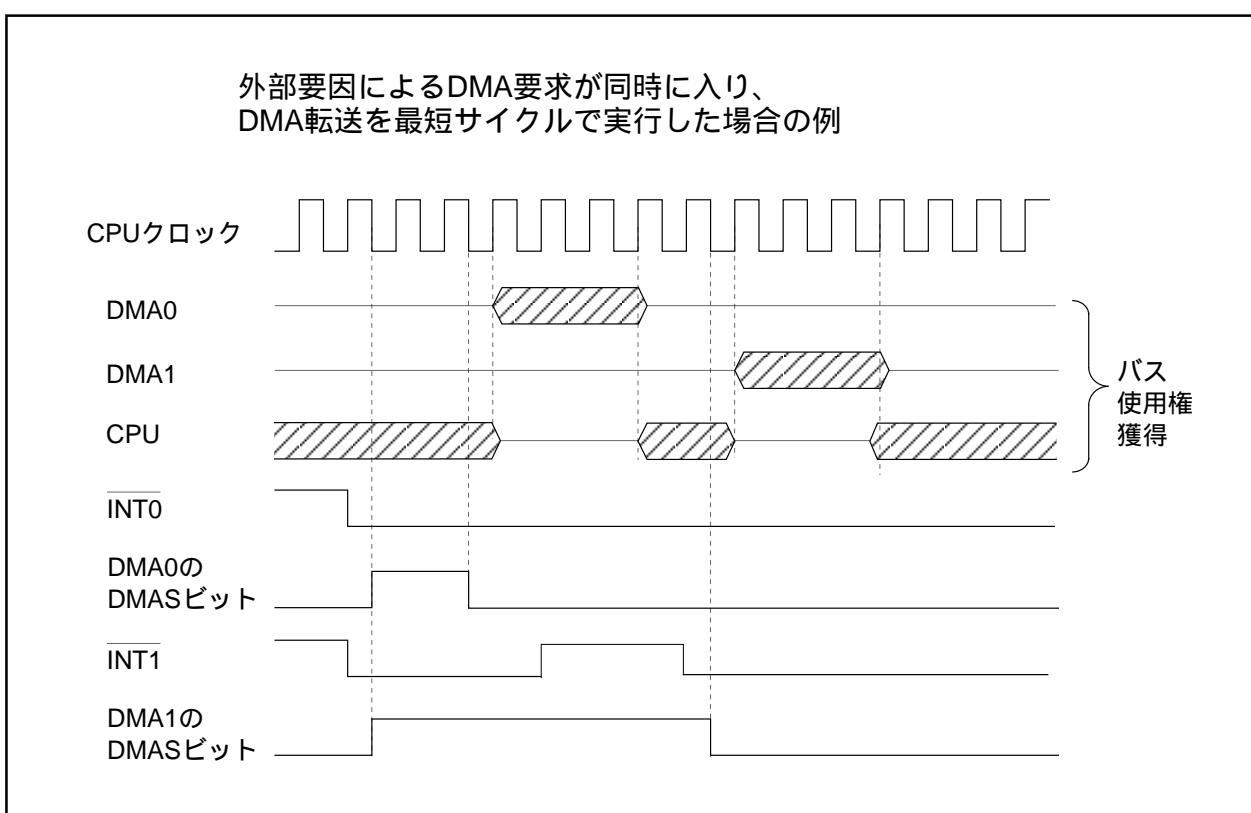 外部要因によるDMA要求が同時に入り、
DMA転送を最短サイクルで実行した場合の例
CPUクロック
DMA0
DMA1
CPU
バス
使用権
獲得
INT0
DMA0の
DMASビット
INT1
DMA1の
DMASビット